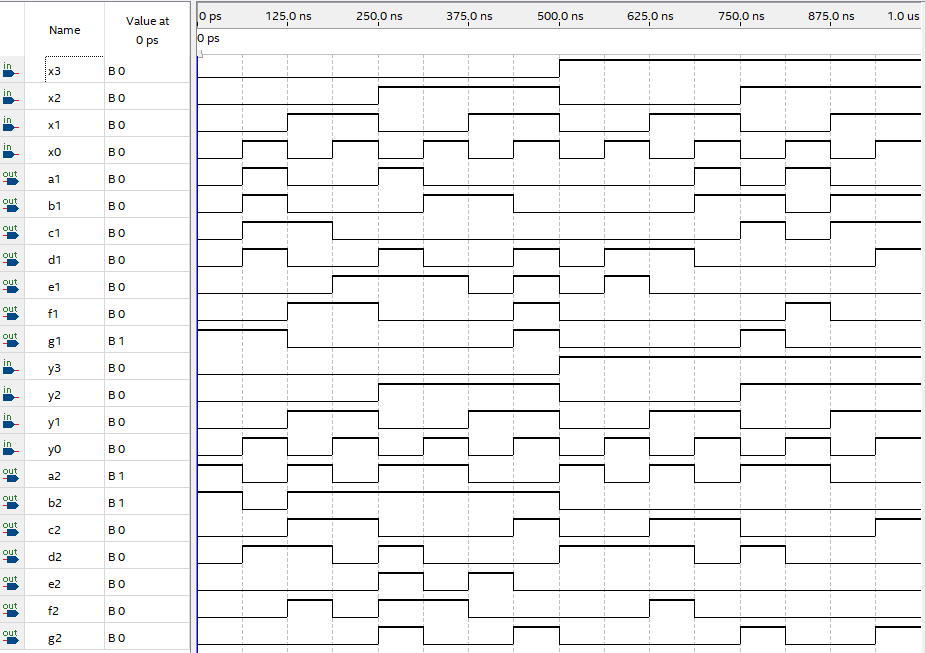 Name Value at 0 ps
0 ps 125.0 ns 250.0 ns 375.0 ns 500.0 ns 625.0 ns 750.0 ns 875.0 ns 1.0 us
0 ps
in x3 B 0
in x2 B 0
in x1 B 0
in x0 B 0
out a1 B 0
out b1 B 0
out c1 B 0
out d1 B 0
out e1 B 0
out f1 B 0
out g1 B 1
in y3 B 0
in y2 B 0
in y1 B 0
in y0 B 0
out a2 B 1
out b2 B 1
out c2 B 0
out d2 B 0
out e2 B 0
out f2 B 0
out g2 B 0